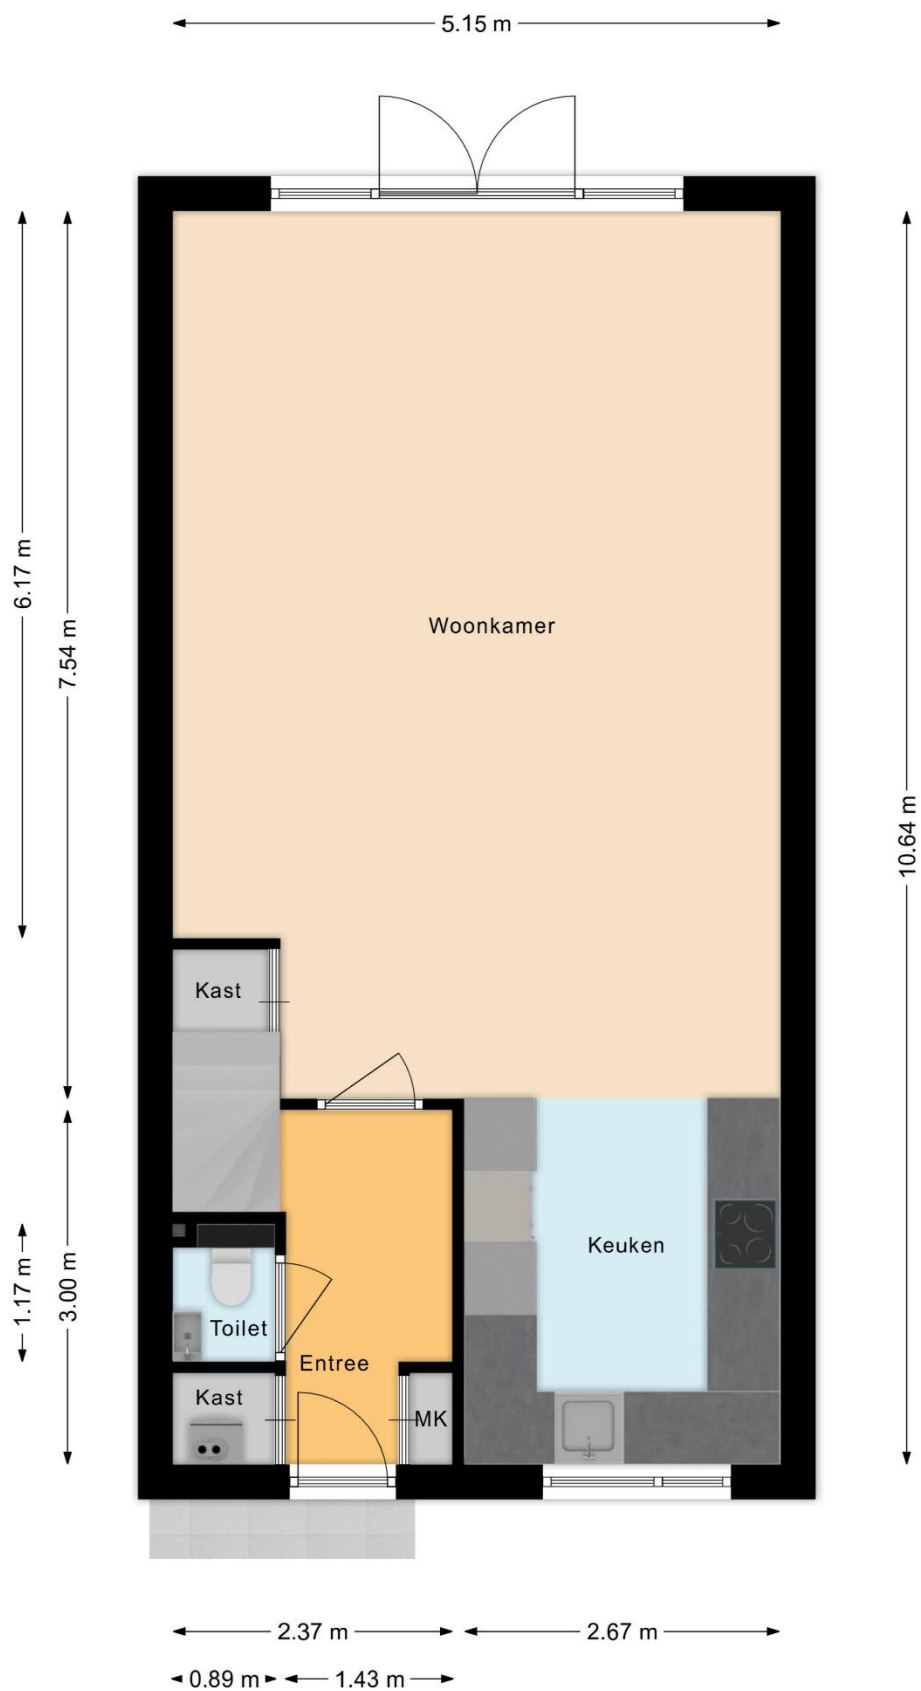 5.15 m
6.17 m
7.54 m
10.64 m
Woonkamer
Kast
Keuken
1.17 m
3.00 m
Toilet
Entree
Kast
MK
2.37 m
2.67 m
0.89 m
1.43 m